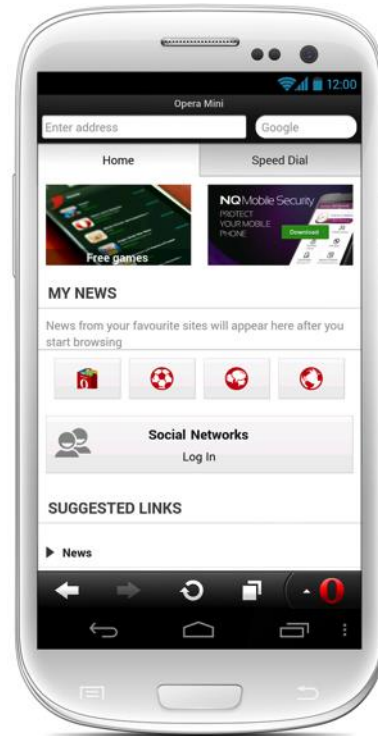 12:00
Opera Mini
Enter address
Google
Home
Speed Dial
Free games
NQ Mobile Security
PROTECT
YOUR MOBILE
PHONE
Download
MY NEWS
News from your favourite sites will appear here after you
start browsing
Social Networks
Log In
SUGGESTED LINKS
News